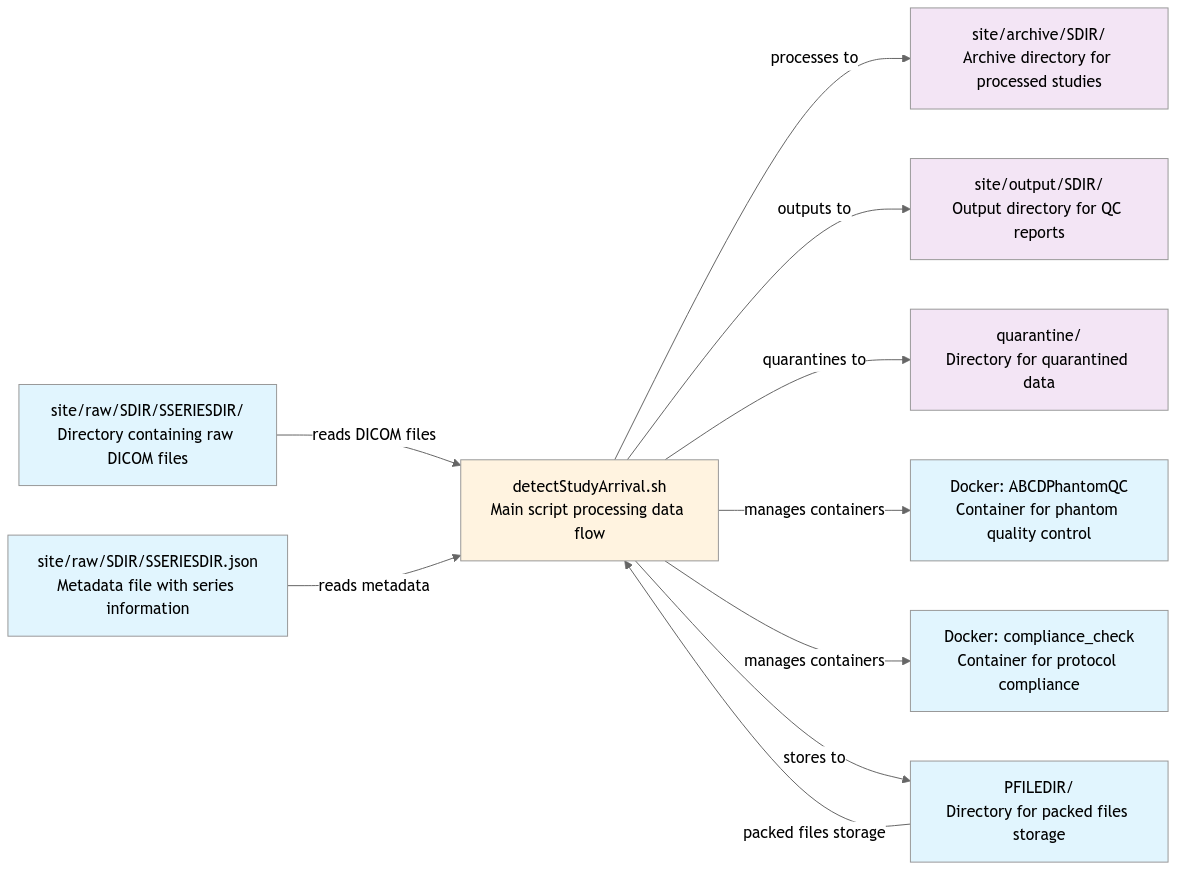 site/archive/SDIR/
Archive directory for
processed studies
processes to
site/output/SDIR/
Output directory for QC
reports
outputs to
quarantine/
Directory for quarantined
data
quarantines to
site/raw/SDIR/SSERIESDIR/
Directory containing raw
DICOM files
reads DICOM files
detectStudyArrival.sh
Main script processing data
flow
manages containers
Docker: ABCDPhantomQC
Container for phantom
quality control
site/raw/SDIR/SSERIESDIR.json
Metadata file with series
information
reads metadata
manages containers
Docker: compliance_check
Container for protocol
compliance
stores to
PFILEDIR/
Directory for packed files
storage
packed files storage